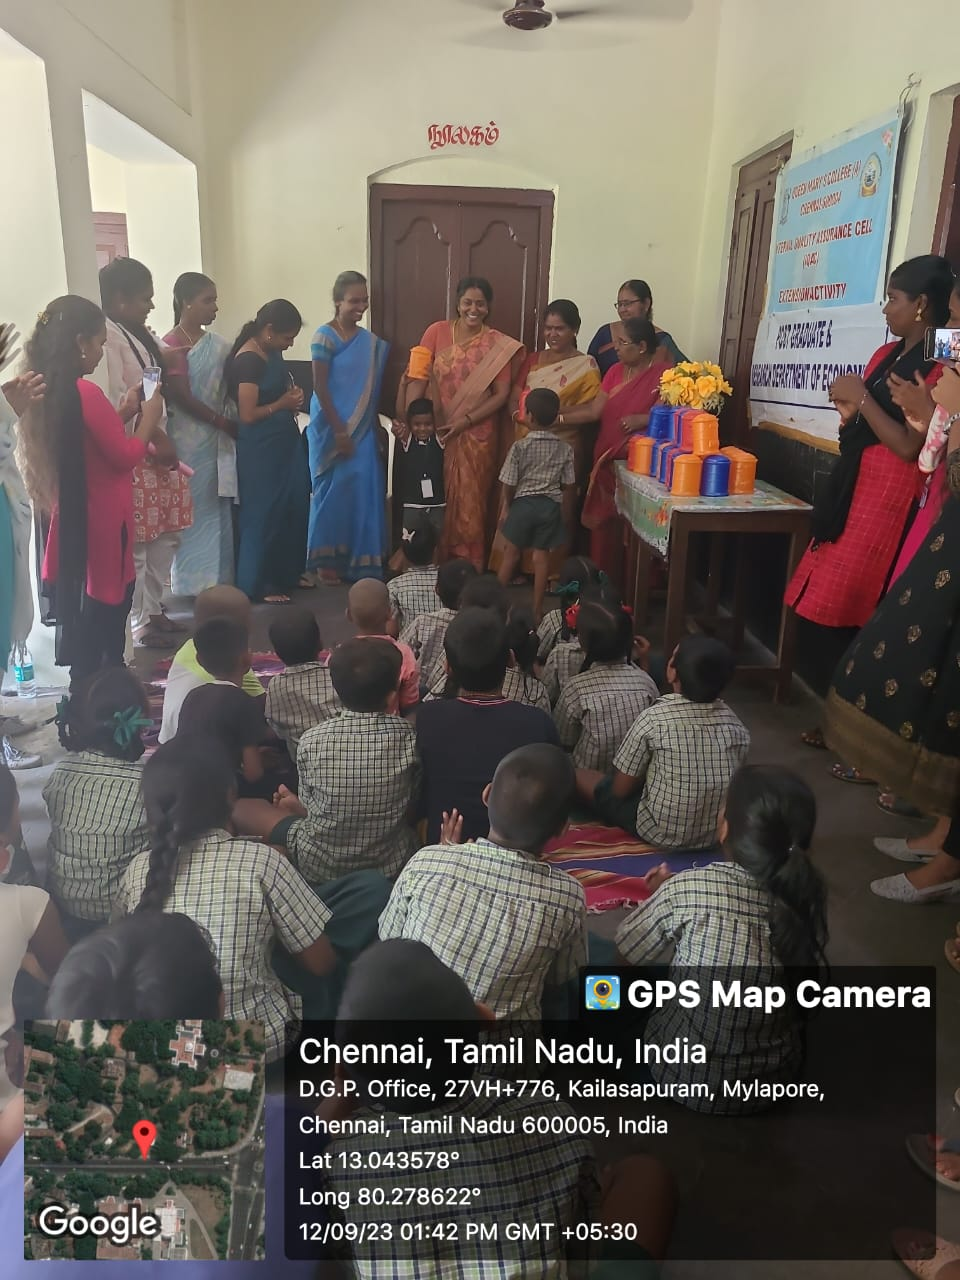 நூலகம்
QUEEN MARY'S COLLEGE (A)
CHENNAI-600004
INTERNAL QUALITY ASSURANCE CELL
(IQAC)
EXTENSION ACTIVITY
POST GRADUATE &
RESEARCH DEPARTMENT OF ECONOM
GPS Map Camera
Chennai, Tamil Nadu, India
D.G.P. Office, 27VH+776, Kailasapuram, Mylapore,
Chennai, Tamil Nadu 600005, India
Lat 13.043578°
Long 80.278622°
12/09/23 01:42 PM GMT +05:30
Google